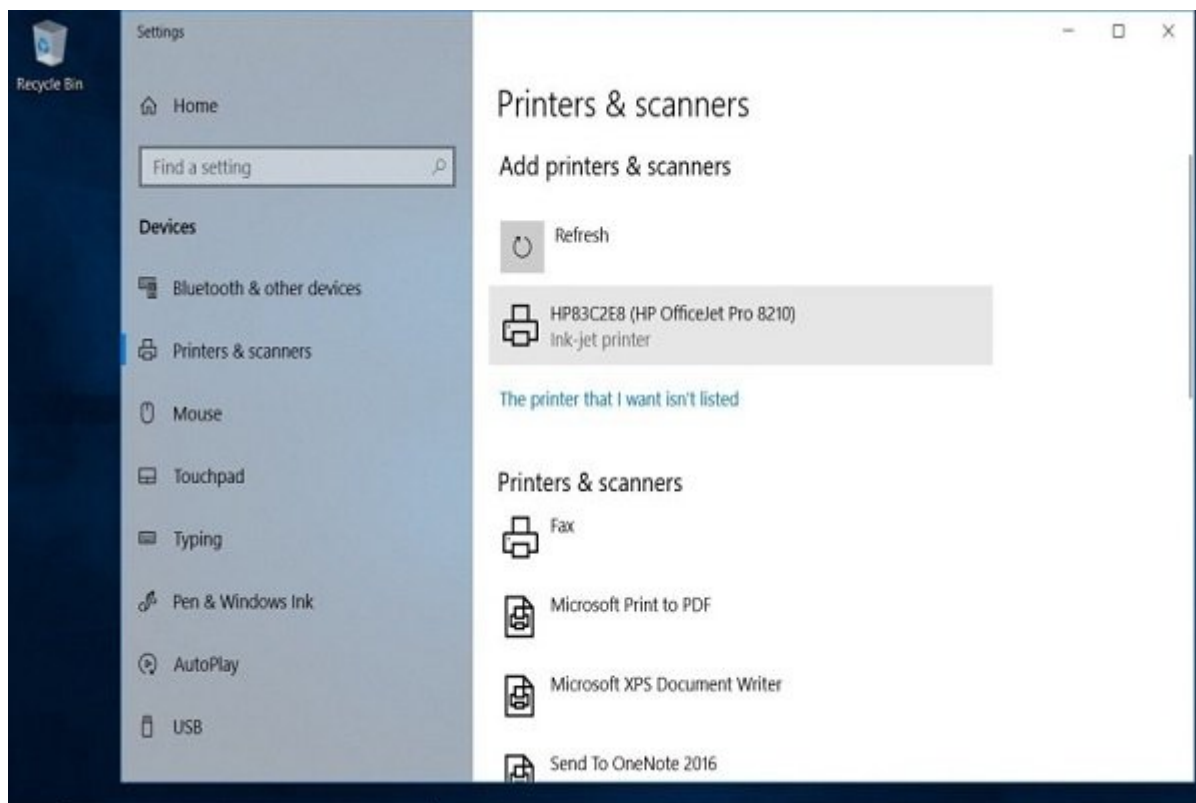 Recycle Bin
Settings
Home
Find a setting
Devices
Bluetooth & other devices
Printers & scanners
Mouse
Touchpad
Typing
Pen & Windows Ink
AutoPlay
USB
Printers & scanners
Add printers & scanners
Refresh
HP83C2E8 (HP OfficeJet Pro 8210)
Ink-jet printer
The printer that I want isn't listed
Printers & scanners
Fax
Microsoft Print to PDF
Microsoft XPS Document Writer
Send To OneNote 2016